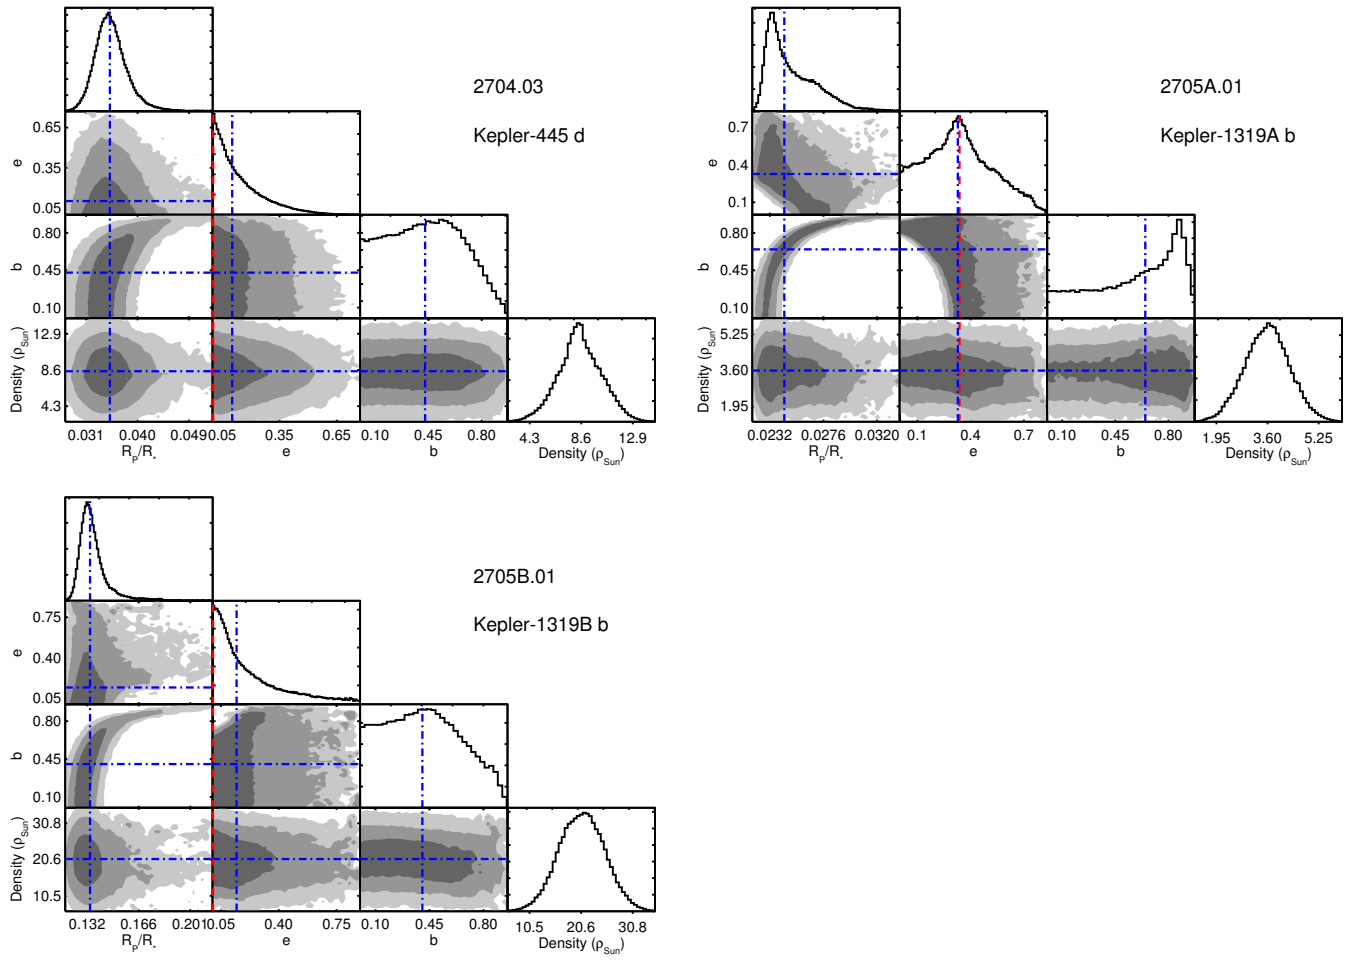 2704.03
Kepler-445 d
0.65
0.35
0.05
e
0.80
0.45
0.10
b
12.9
8.6
4.3
Density (ρSun)
0.031 0.040 0.0490
RP/R*
0.05 0.35 0.65
e
0.10 0.45 0.80
b
4.3 8.6 12.9
Density (ρSun)
2705A.01
Kepler-1319A b
0.7
0.4
0.1
e
0.80
0.45
0.10
b
5.25
3.60
1.95
Density (ρSun)
0.0232 0.0276 0.0320
RP/R*
0.1 0.4 0.7
e
0.10 0.45 0.80
b
1.95 3.60 5.25
Density (ρSun)
2705B.01
Kepler-1319B b
0.75
0.40
0.05
e
0.80
0.45
0.10
b
30.8
20.6
10.5
Density (ρSun)
0.132 0.166 0.2010
RP/R*
0.05 0.40 0.75
e
0.10 0.45 0.80
b
10.5 20.6 30.8
Density (ρSun)